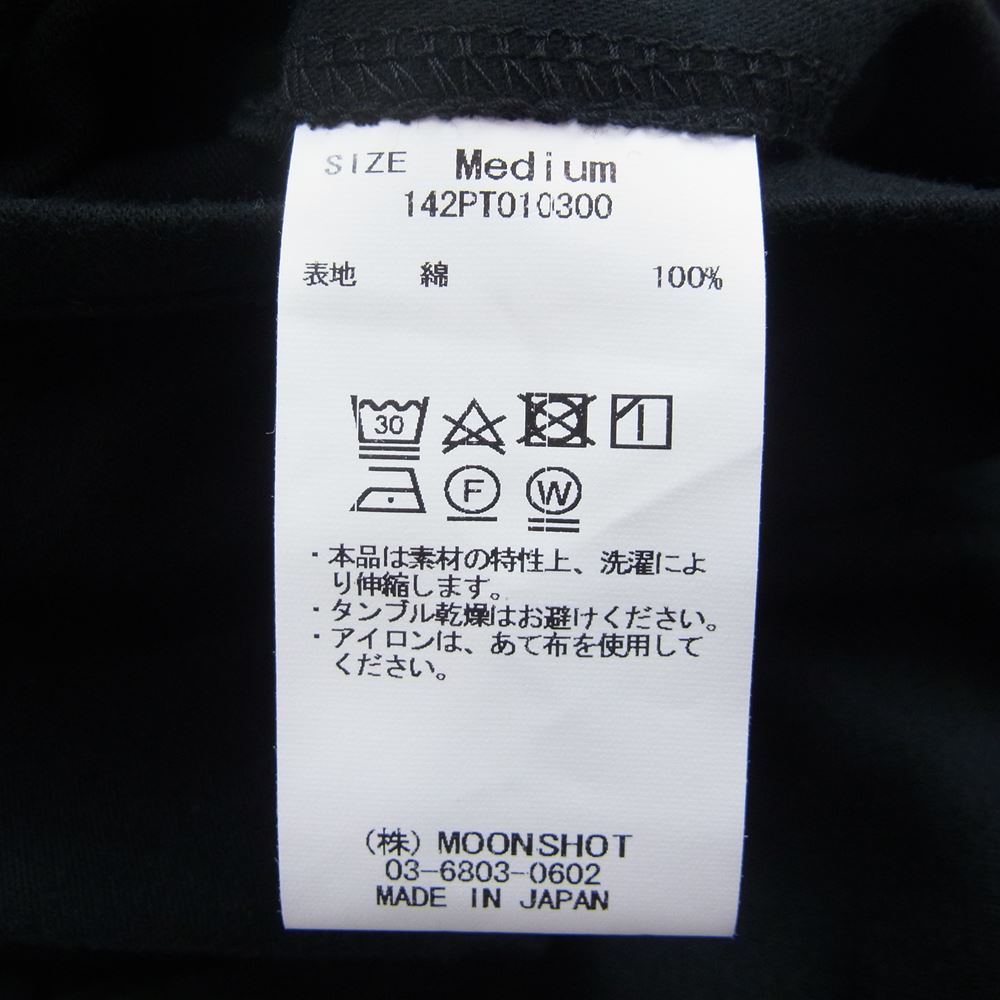 SIZE Medium
142PT010300
表地 綿 100%
30
F W
・本品は素材の特性上、洗濯によ
り伸縮します。
・タンブル乾燥はお避けください。
・アイロンは、あて布を使用して
ください。
(株) MOONSHOT
03-6803-0602
MADE IN JAPAN